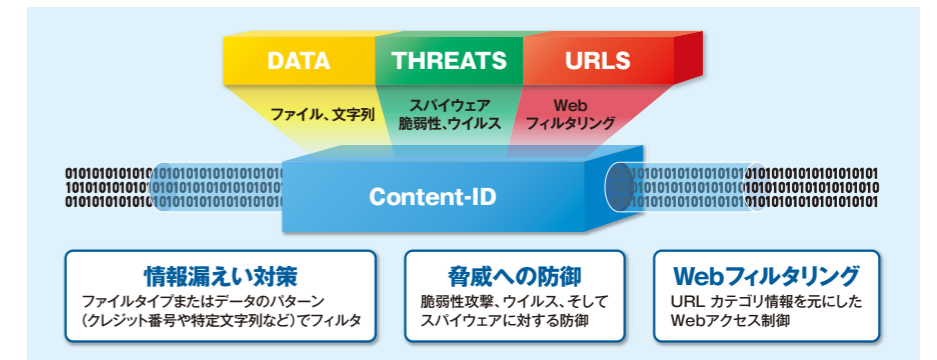 DATA THREATS URLS
ファイル、文字列
スパイウェア
脆弱性、ウイルス
Web
フィルタリング
Content-ID
情報漏えい対策
ファイルタイプまたはデータのパターン
(クレジット番号や特定文字列など)でフィルタ
脅威への防御
脆弱性攻撃、ウイルス、そして
スパイウェアに対する防御
Webフィルタリング
URL カテゴリ情報を元にした
Webアクセス制御